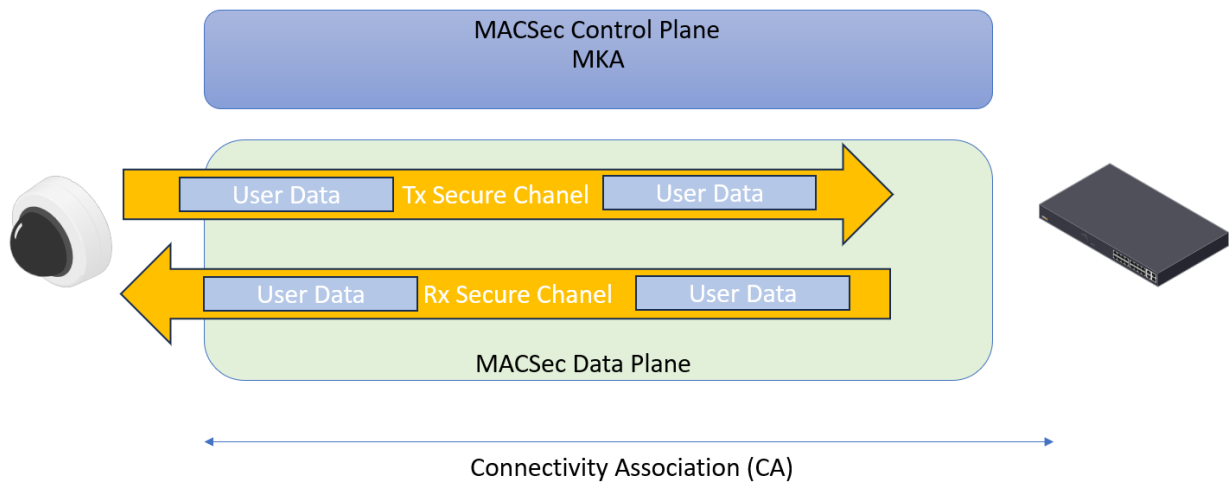 MACSec Control Plane
MKA
User Data Tx Secure Chanel User Data
User Data Rx Secure Chanel User Data
MACSec Data Plane
Connectivity Association (CA)